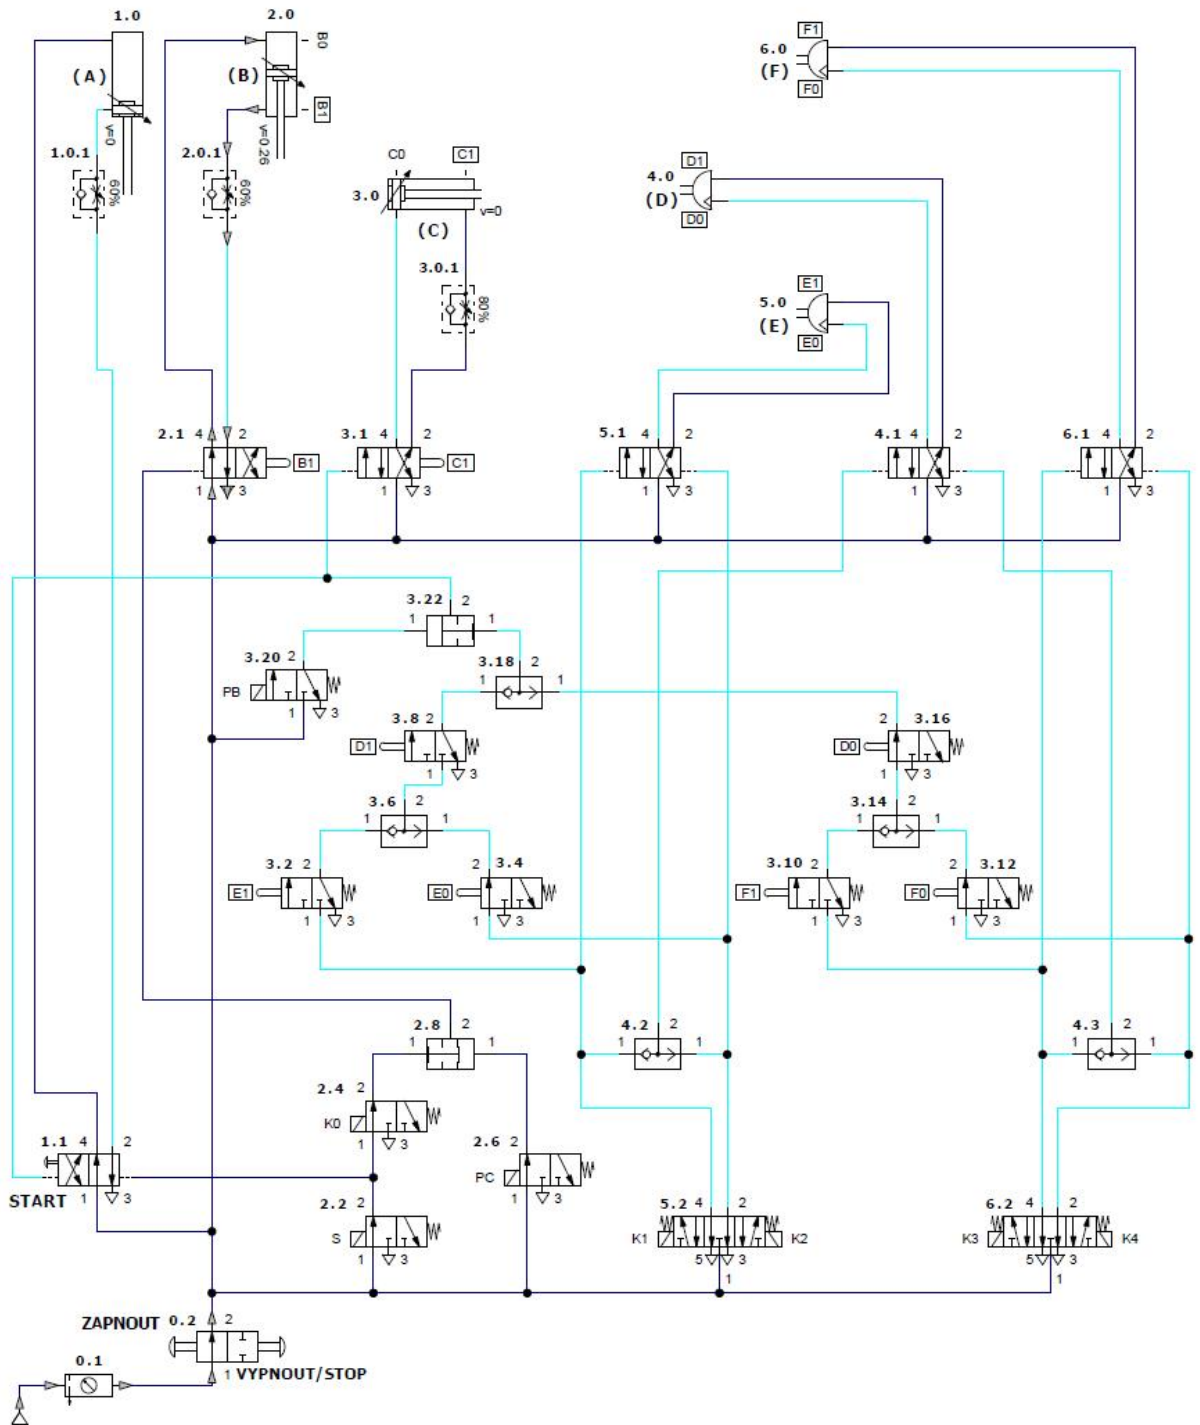 1.0 2.0
B0
F1
6.0
(A) (B) (F)
F0
B1
v=0
v=0.26
1.0.1 2.0.1 C0 C1 D1
4.0
60% 60% 3.0 (D)
v=0 D0
(C)
3.0.1
E1
80% 5.0
(E)
E0
2.1 4 2 3.1 4 2 5.1 4 2 4.1 4 2 6.1 4 2
B1 C1
1 3 1 3 1 3 1 3 1 3
3.22 2
1 1
3.20 2 3.18 2
PB 1 1
1 3
3.8 2 2 3.16
D1 D0
1 3 1 3
3.6 2 3.14 2
1 1 1 1
3.2 2 2 3.4 3.10 2 2 3.12
E1 E0 F1 F0
1 3 1 3 1 3 1 3
2.8 2 4.2 2 4.3 2
1 1 1 1 1 1
2.4 2
K0
1 3
1.1 4 2 2.6 2
PC
START 1 3 1 3
2.2 2 5.2 4 2 6.2 4 2
S K1 K2 K3 K4
1 3 5 3 5 3
1 1
ZAPNOUT 0.2 2
0.1 1 VYPNOUT/STOP